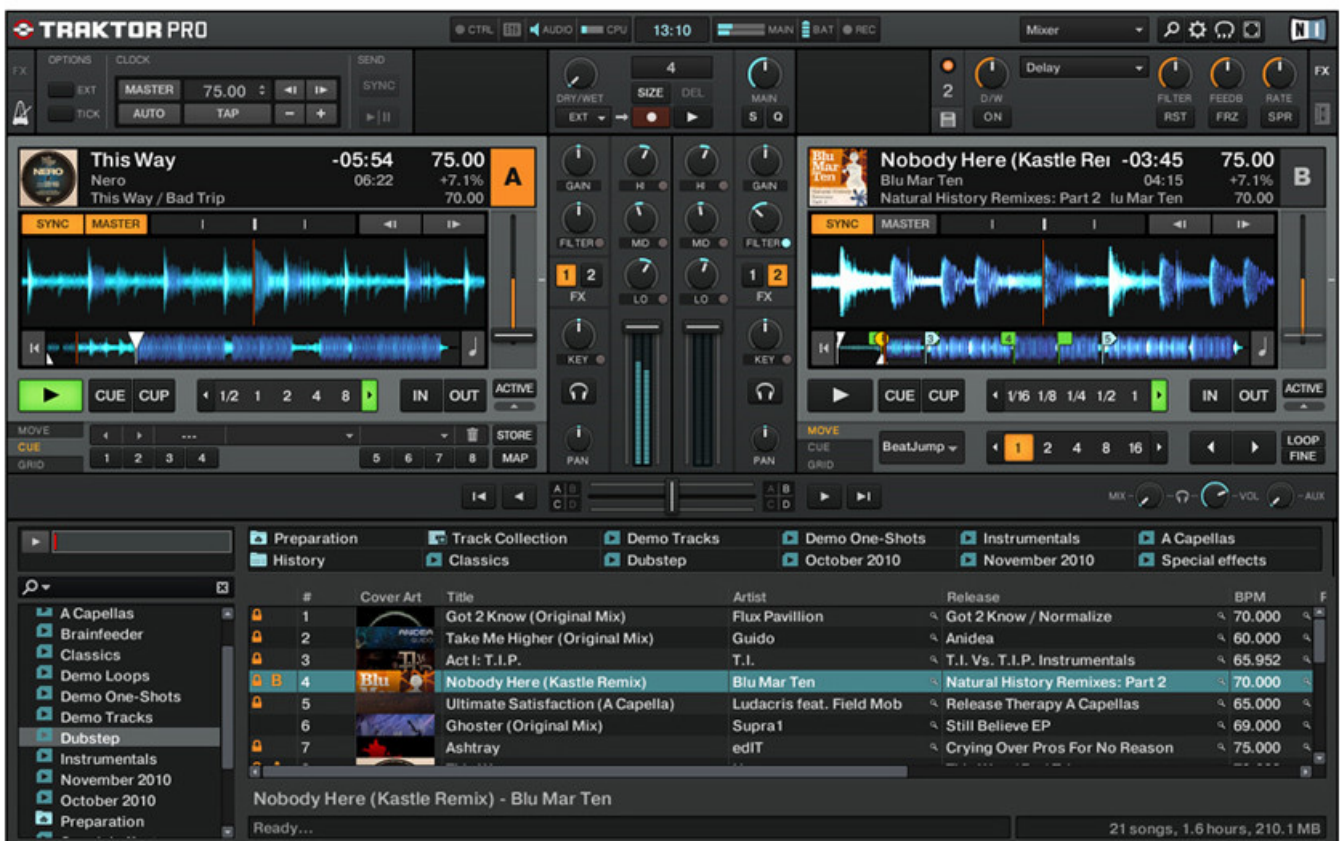 TRAKTOR PRO
CTRL AUDIO CPU 13:10 MAIN BAT REC
Mixer
N I
FX
OPTIONS CLOCK SEND
EXT MASTER 75.00 SYNC
TICK AUTO TAP - +
DRY/WET 4 MAIN
SIZE DEL
EXT S Q
2 D/W Delay FILTER FEEDB RATE FX
ON RST FRZ SPR
NERO
This Way -05:54 75.00 A
Nero 06:22 +7.1%
This Way / Bad Trip 70.00
SYNC MASTER
GAIN HI HI GAIN
FILTER MID MID FILTER
1 2 1 2
FX LO LO FX
KEY KEY
PAN PAN
Blu Mar Ten
Nobody Here (Kastle Rei -03:45 75.00 B
Blu Mar Ten 04:15 +7.1%
Natural History Remixes: Part 2 lu Mar Ten 70.00
SYNC MASTER
3 4 5
CUE CUP 1/2 1 2 4 8 IN OUT ACTIVE
MOVE --- STORE
CUE 1 2 3 4 5 6 7 8 MAP
GRID
CUE CUP 1/16 1/8 1/4 1/2 1 IN OUT ACTIVE
MOVE
CUE BeatJump 1 2 4 8 16 LOOP
GRID FINE
A B A B
C D C D
MIX VOL AUX
Preparation Track Collection Demo Tracks Demo One-Shots Instrumentals A Capellas
History Classics Dubstep October 2010 November 2010 Special effects
A Capellas
Brainfeeder
Classics
Demo Loops
Demo One-Shots
Demo Tracks
Dubstep
Instrumentals
November 2010
October 2010
Preparation
# Cover Art Title Artist Release BPM
1 Got 2 Know (Original Mix) Flux Pavillion Got 2 Know / Normalize 70.000
2 ANIDEA GUIDO Take Me Higher (Original Mix) Guido Anidea 60.000
3 Act I: T.I.P. T.I. T.I. Vs. T.I.P. Instrumentals 65.952
B 4 Blu Nobody Here (Kastle Remix) Blu Mar Ten Natural History Remixes: Part 2 70.000
5 Ultimate Satisfaction (A Capella) Ludacris feat. Field Mob Release Therapy A Capellas 65.000
6 Ghoster (Original Mix) Supra1 Still Believe EP 69.000
7 Ashtray edIT Crying Over Pros For No Reason 75.000
Nobody Here (Kastle Remix) - Blu Mar Ten
Ready...
21 songs, 1.6 hours, 210.1 MB